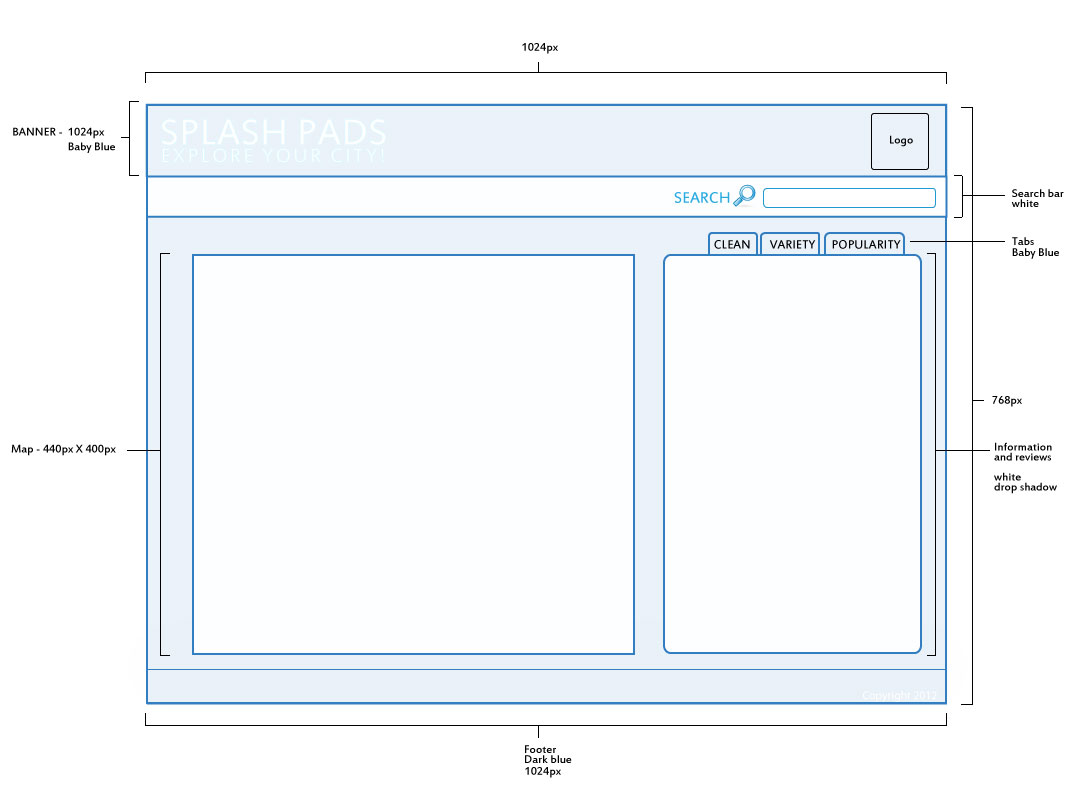 1024px
BANNER - 1024px
Baby Blue
SPLASH PADS
EXPLORE YOUR CITY!
Logo
SEARCH
Search bar
white
CLEAN VARIETY POPULARITY
Tabs
Baby Blue
768px
Map - 440px X 400px
Information
and reviews
white
drop shadow
Copyright 2012
Footer
Dark blue
1024px